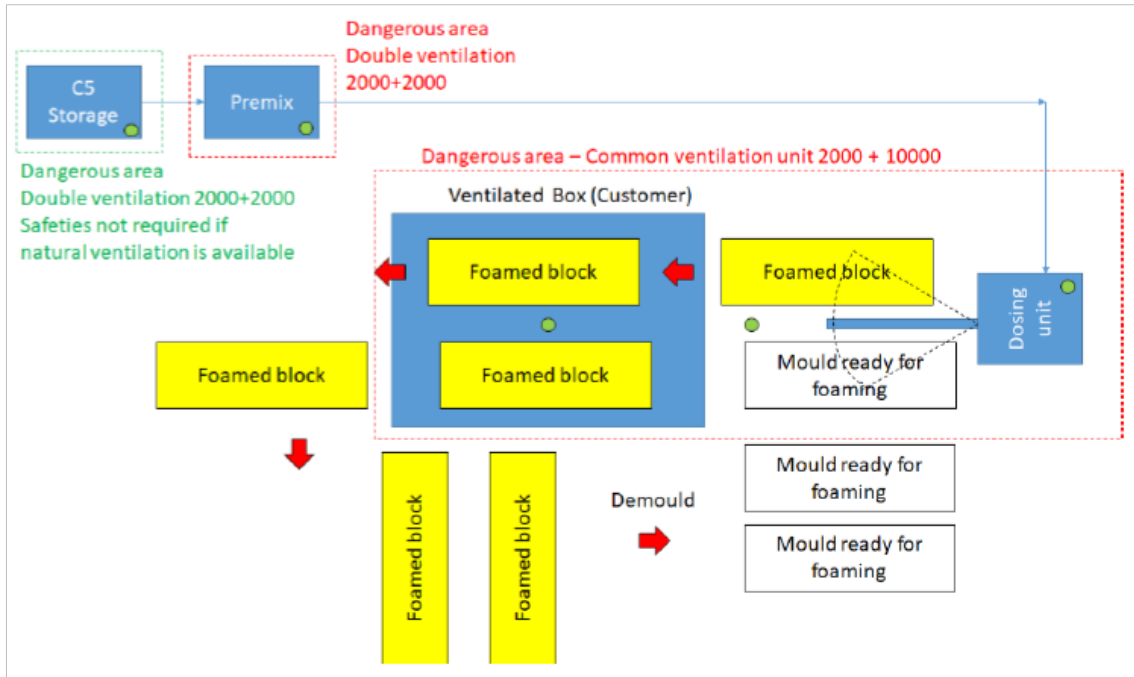 Dangerous area
Double ventilation
2000+2000
C5
Storage
Premix
Dangerous area
Double ventilation 2000+2000
Safeties not required if
natural ventilation is available
Dangerous area – Common ventilation unit 2000 + 10000
Ventilated Box (Customer)
Foamed block
Foamed block
Dosing
unit
Foamed block
Foamed block
Mould ready for
foaming
Foamed block
Foamed block
Demould
Mould ready for
foaming
Mould ready for
foaming